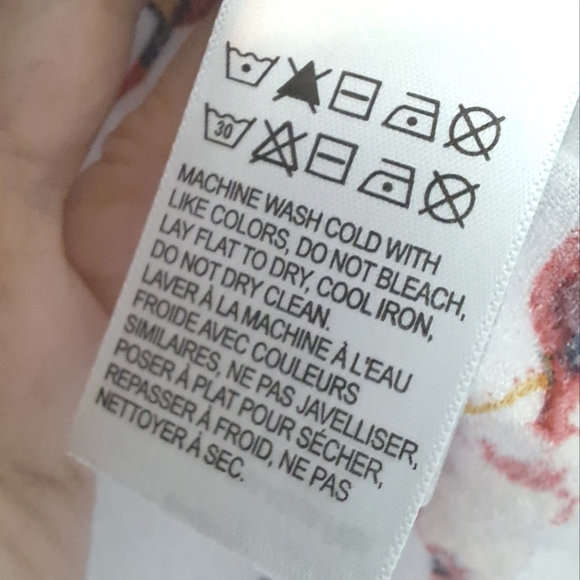 30
MACHINE WASH COLD WITH
LIKE COLORS, DO NOT BLEACH,
LAY FLAT TO DRY, COOL IRON,
DO NOT DRY CLEAN.
LAVER À LA MACHINE À L'EAU
FROIDE AVEC COULEURS
SIMILAIRES, NE PAS JAVELLISER,
POSER À PLAT POUR SÉCHER,
REPASSER À FROID, NE PAS
NETTOYER À SEC.